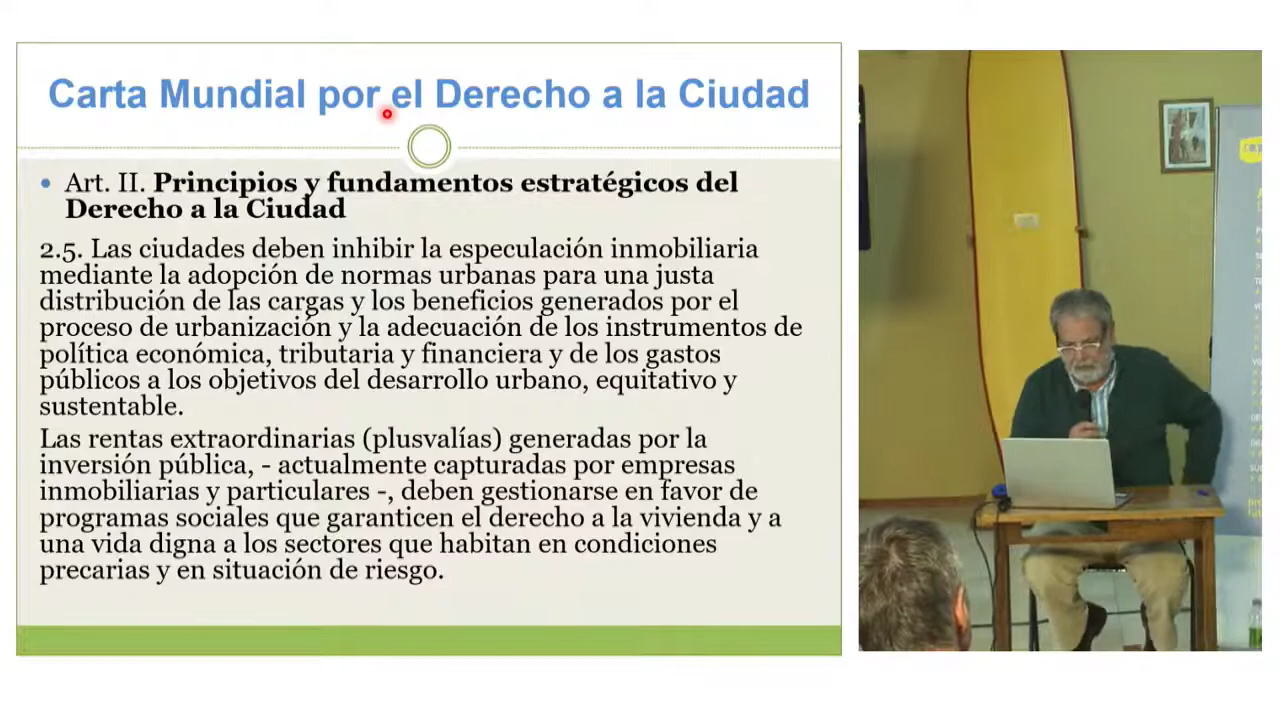 Carta Mundial por el Derecho a la Ciudad
• Art. II. Principios y fundamentos estratégicos del
Derecho a la Ciudad
2.5. Las ciudades deben inhibir la especulación inmobiliaria
mediante la adopción de normas urbanas para una justa
distribución de las cargas y los beneficios generados por el
proceso de urbanización y la adecuación de los instrumentos de
política económica, tributaria y financiera y de los gastos
públicos a los objetivos del desarrollo urbano, equitativo y
sustentable.
Las rentas extraordinarias (plusvalías) generadas por la
inversión pública, - actualmente capturadas por empresas
inmobiliarias y particulares -, deben gestionarse en favor de
programas sociales que garanticen el derecho a la vivienda y a
una vida digna a los sectores que habitan en condiciones
precarias y en situación de riesgo.